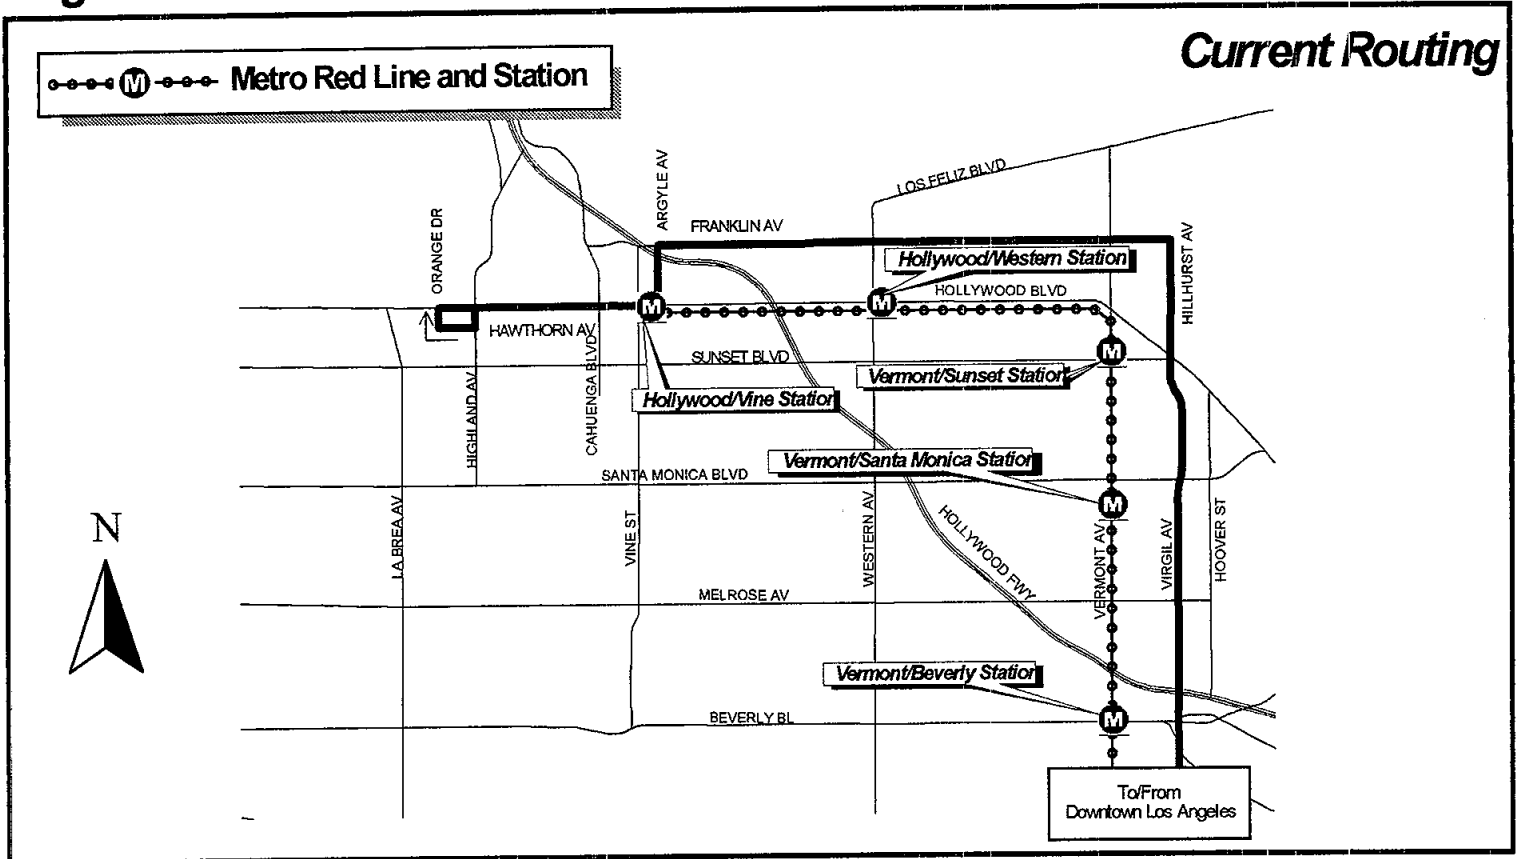 Current Routing
M Metro Red Line and Station
ARGYLE AV
LOS FELIZ BLVD
ORANGE DR
FRANKLIN AV
HILLHURST AV
Hollywood/Western Station
HOLLYWOOD BLVD
M
M
HAWTHORN AV
M
SUNSET BLVD
Vermont/Sunset Station
CAHUENGA BLVD
HIGHLAND AV
Hollywood/Vine Station
Vermont/Santa Monica Station
SANTA MONICA BLVD
M
N
LA BREA AV
VINE ST
WESTERN AV
HOLLYWOOD FWY
VERMONT AV
VIRGIL AV
HOOVER ST
MELROSE AV
Vermont/Beverly Station
BEVERLY BL
M
To/From
Downtown Los Angeles